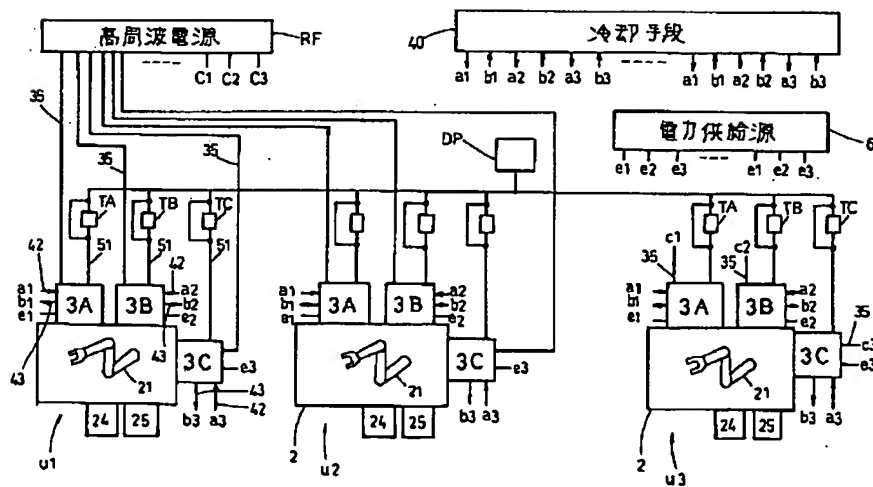 高周波電源
RF
C1 C2 C3
40
冷却手段
a1 b1 a2 b2 a3 b3 a1 b1 a2 b2 a3 b3
電力供給源
6
e1 e2 e3 e1 e2 e3
35
35
35
DP
TA
TB
TC
TA
TB
TC
51
51
51
c1
c2
35
35
42
a1
b1
e1
3A
3B
42
a2
b2
e2
a1
b1
e1
3A
3B
a2
b2
e2
a1
b1
e1
3A
3B
a2
b2
e2
43
43
21
3C
e3
43
42
b3 a3
21
3C
e3
b3 a3
21
3C
35
c3
e3
b3 a3
24 25
24 25
24 25
u1
2
u2
2
u3